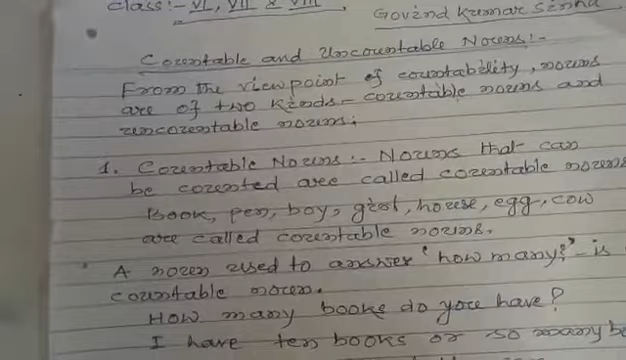 Class:- VI, VII & VIII.
Govind Kumar Sinha
Countable and Uncountable Nouns:-
From the viewpoint of countability, nouns
are of two kinds - countable nouns and
uncountable nouns.
1. Countable Nouns :- Nouns that can
be counted are called countable nouns
Book, pen, boy, girl, house, egg, cow
are called countable nouns.
A noun used to answer 'how many?' - is
countable noun.
How many books do you have?
I have ten books or so many